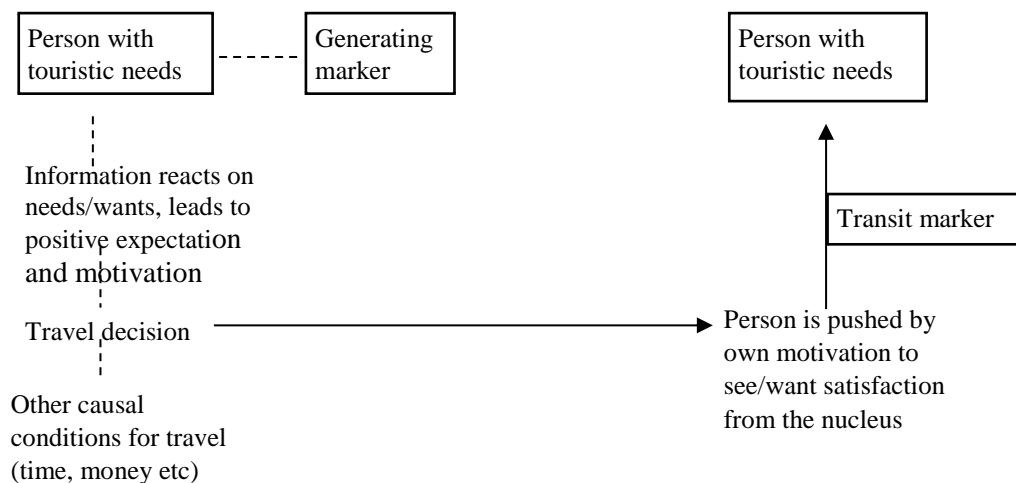 Person with
touristic needs
Generating
marker
Person with
touristic needs
Information reacts on
needs/wants, leads to
positive expectation
and motivation
Transit marker
Travel decision
Person is pushed by
own motivation to
see/want satisfaction
from the nucleus
Other causal
conditions for travel
(time, money etc)